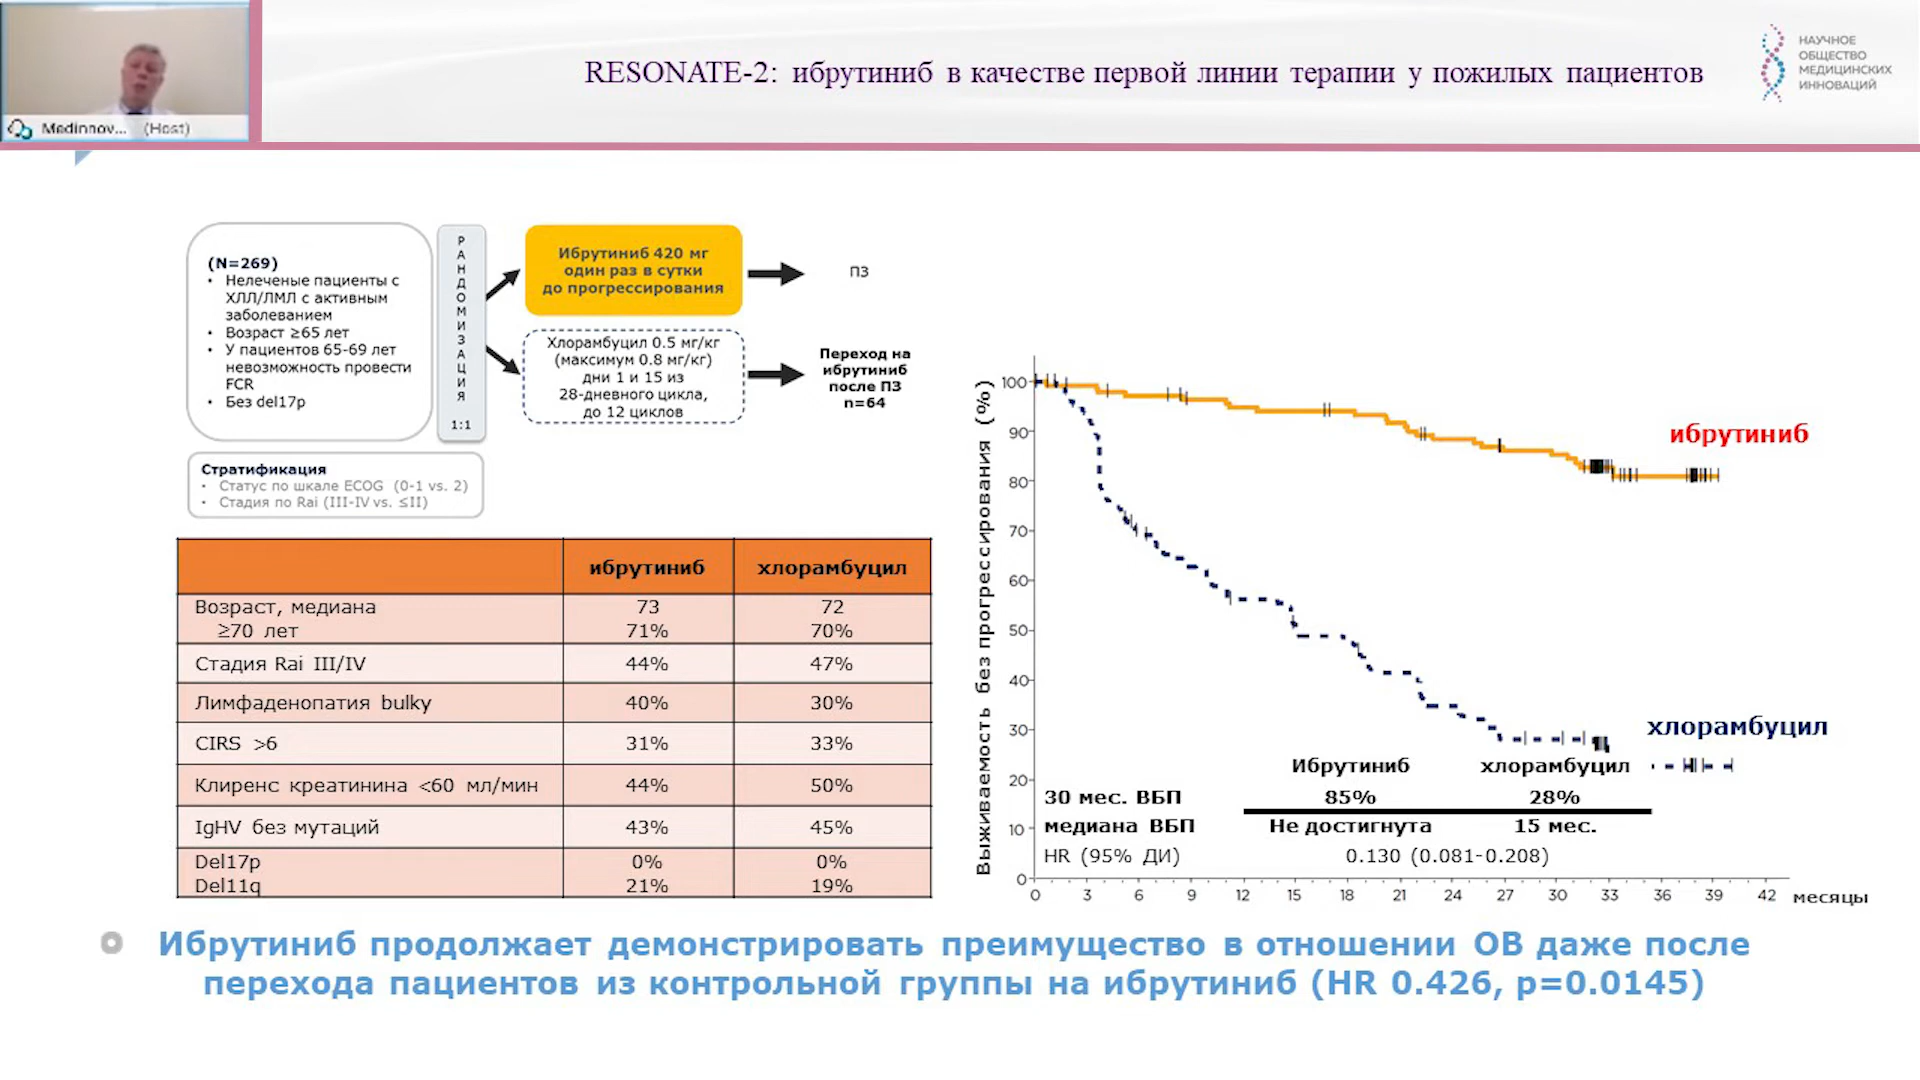 RESONATE-2: ибрутиниб в качестве первой линии терапии у пожилых пациентов
НАУЧНОЕ
ОБЩЕСТВО
МЕДИЦИНСКИХ
ИННОВАЦИЙ
Medinnov... (Host)
(N=269)
• Нелеченые пациенты с
ХЛЛ/ЛМЛ с активным
заболеванием
• Возраст ≥65 лет
• У пациентов 65-69 лет
невозможность провести
FCR
• Без del17p
РАНДОМИЗАЦИЯ
1:1
Ибрутиниб 420 мг
один раз в сутки
до прогрессирования
ПЗ
Хлорамбуцил 0.5 мг/кг
(максимум 0.8 мг/кг)
дни 1 и 15 из
28-дневного цикла,
до 12 циклов
Переход на
ибрутиниб
после ПЗ
n=64
Стратификация
• Статус по шкале ECOG (0-1 vs. 2)
• Стадия по Rai (III-IV vs. ≤II)
ибрутиниб хлорамбуцил
Возраст, медиана 73 72
≥70 лет 71% 70%
Стадия Rai III/IV 44% 47%
Лимфаденопатия bulky 40% 30%
CIRS >6 31% 33%
Клиренс креатинина <60 мл/мин 44% 50%
IgHV без мутаций 43% 45%
Del17p 0% 0%
Del11q 21% 19%
Выживаемость без прогрессирования (%)
100
90
80
70
60
50
40
30
20
10
0
ибрутиниб
хлорамбуцил
Ибрутиниб хлорамбуцил
30 мес. ВБП 85% 28%
медиана ВБП Не достигнута 15 мес.
HR (95% ДИ) 0.130 (0.081-0.208)
0 3 6 9 12 15 18 21 24 27 30 33 36 39 42 месяцы
Ибрутиниб продолжает демонстрировать преимущество в отношении ОВ даже после
перехода пациентов из контрольной группы на ибрутиниб (HR 0.426, p=0.0145)